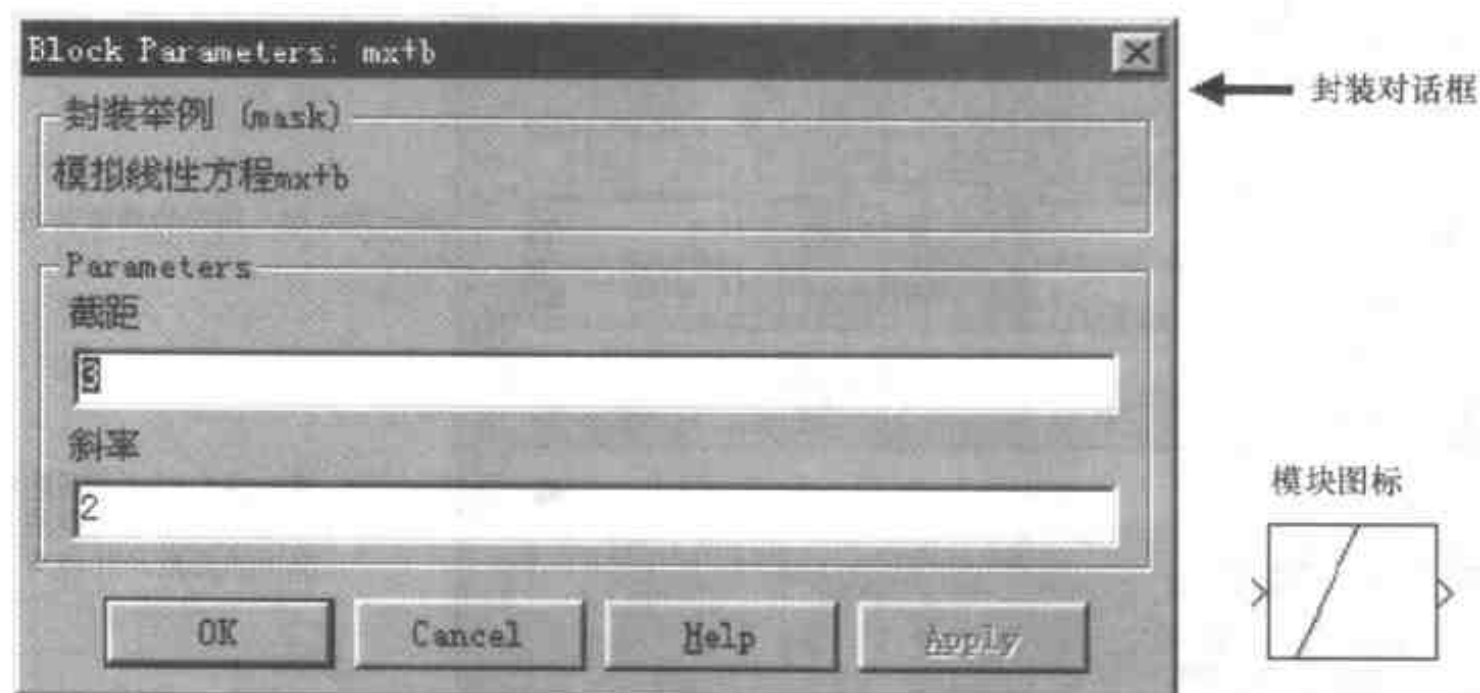 Block Parameters: mx+b
封装对话框
封装举例 (mask)
模拟线性方程mx+b
Parameters
截距
3
斜率
2
模块图标
OK
Cancel
Help
Apply